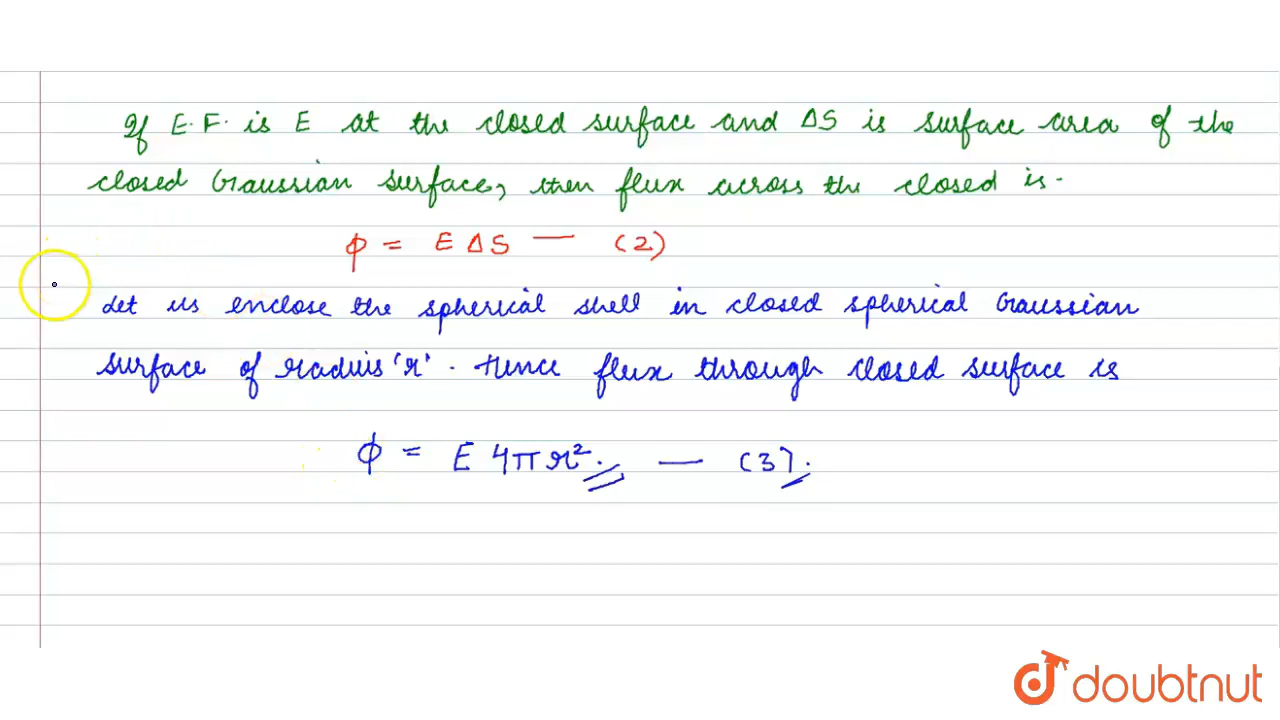 If E.F. is E at the closed surface and ΔS is surface area of the
closed Gaussian surface, then flux across the closed is.
ϕ = E ΔS — (2)
Let us enclose the spherical shell in closed spherical Gaussian
surface of radius 'r'. Hence flux through closed surface is
ϕ = E 4πr². — (3).
doubtnut